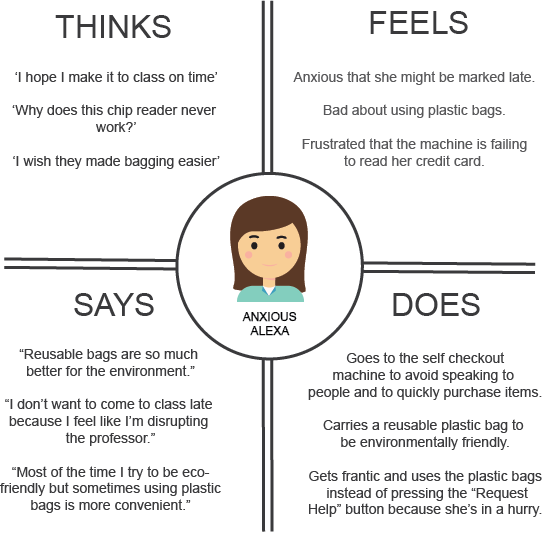 THINKS
‘I hope I make it to class on time’
‘Why does this chip reader never
work?’
‘I wish they made bagging easier’
FEELS
Anxious that she might be marked late.
Bad about using plastic bags.
Frustrated that the machine is failing
to read her credit card.
ANXIOUS
ALEXA
SAYS
“Reusable bags are so much
better for the environment.”
“I don’t want to come to class late
because I feel like I’m disrupting
the professor.”
“Most of the time I try to be eco-
friendly but sometimes using plastic
bags is more convenient.”
DOES
Goes to the self checkout
machine to avoid speaking to
people and to quickly purchase items.
Carries a reusable plastic bag to
be environmentally friendly.
Gets frantic and uses the plastic bags
instead of pressing the “Request
Help” button because she’s in a hurry.